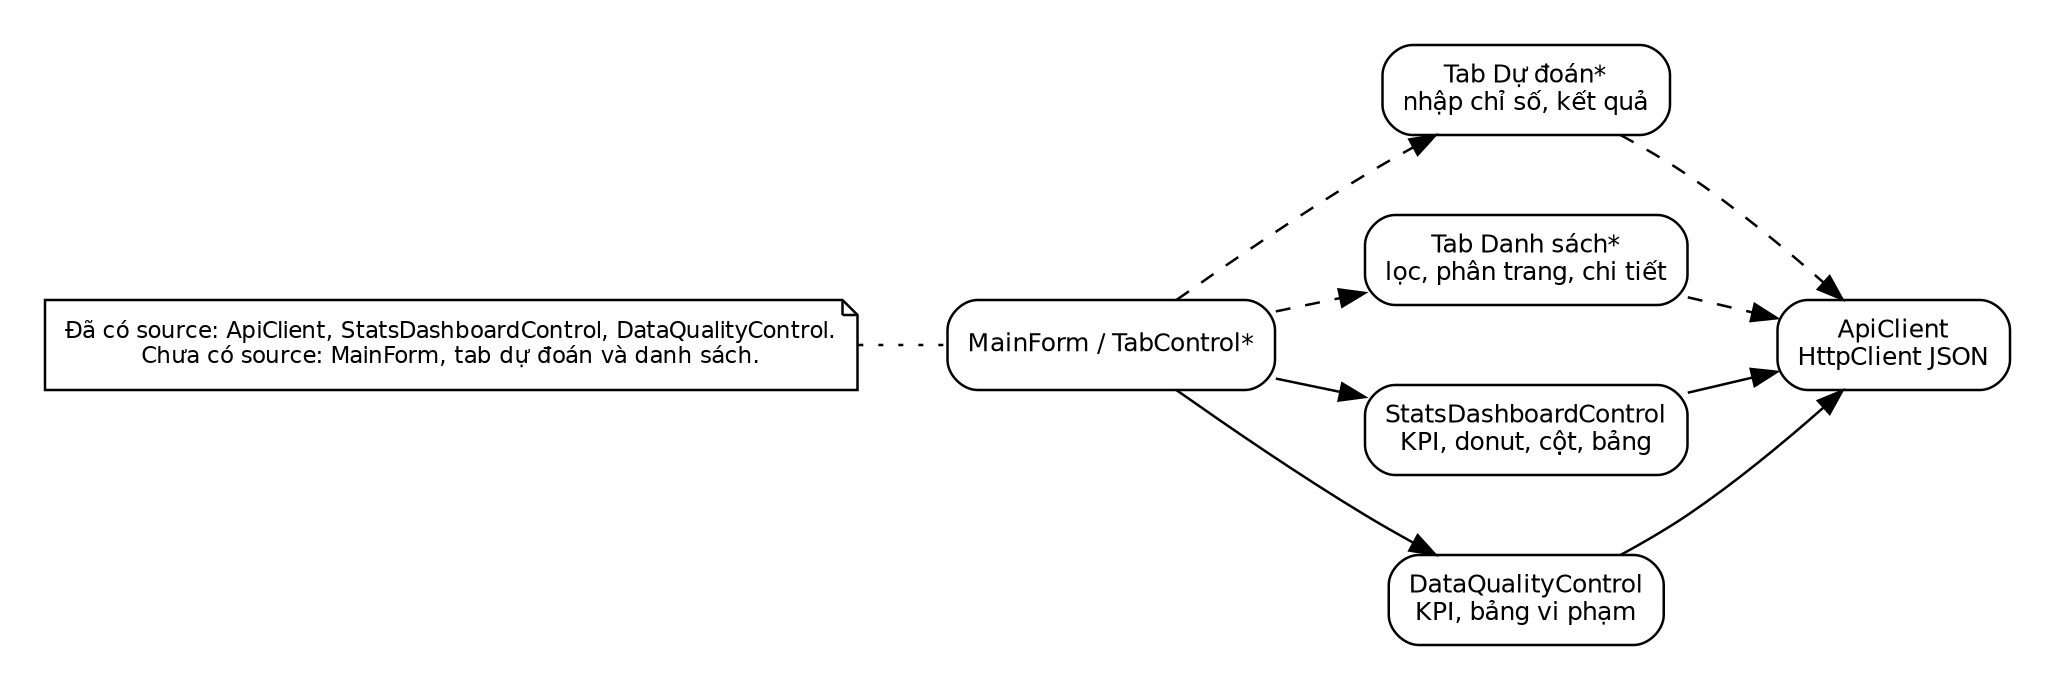 Tab Dự đoán*
nhập chỉ số, kết quả
Tab Danh sách*
lọc, phân trang, chi tiết
Đã có source: ApiClient, StatsDashboardControl, DataQualityControl.
Chưa có source: MainForm, tab dự đoán và danh sách.
MainForm / TabControl*
ApiClient
HttpClient JSON
StatsDashboardControl
KPI, donut, cột, bảng
DataQualityControl
KPI, bảng vi phạm